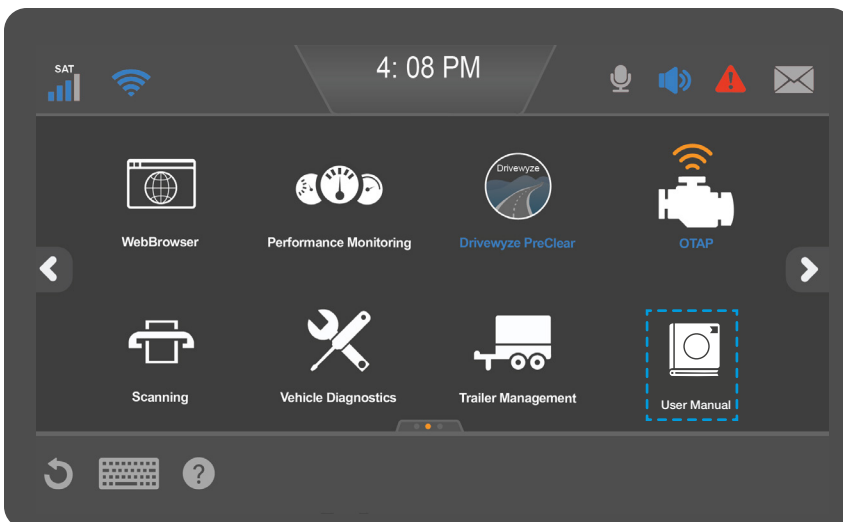 SAT
4: 08 PM
Drivewyze
WebBrowser
Performance Monitoring
Drivewyze PreClear
OTAP
Scanning
Vehicle Diagnostics
Trailer Management
User Manual
?